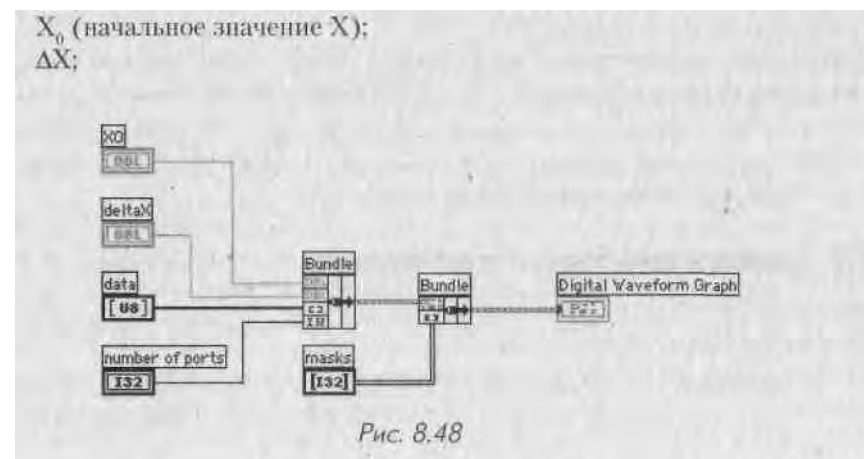 X₀ (начальное значение X);
ΔX;
X0
DBL
deltaX
DBL
Bundle
data
[U8]
Bundle
Digital Waveform Graph
number of ports
I32
masks
[I32]
Рис. 8.48